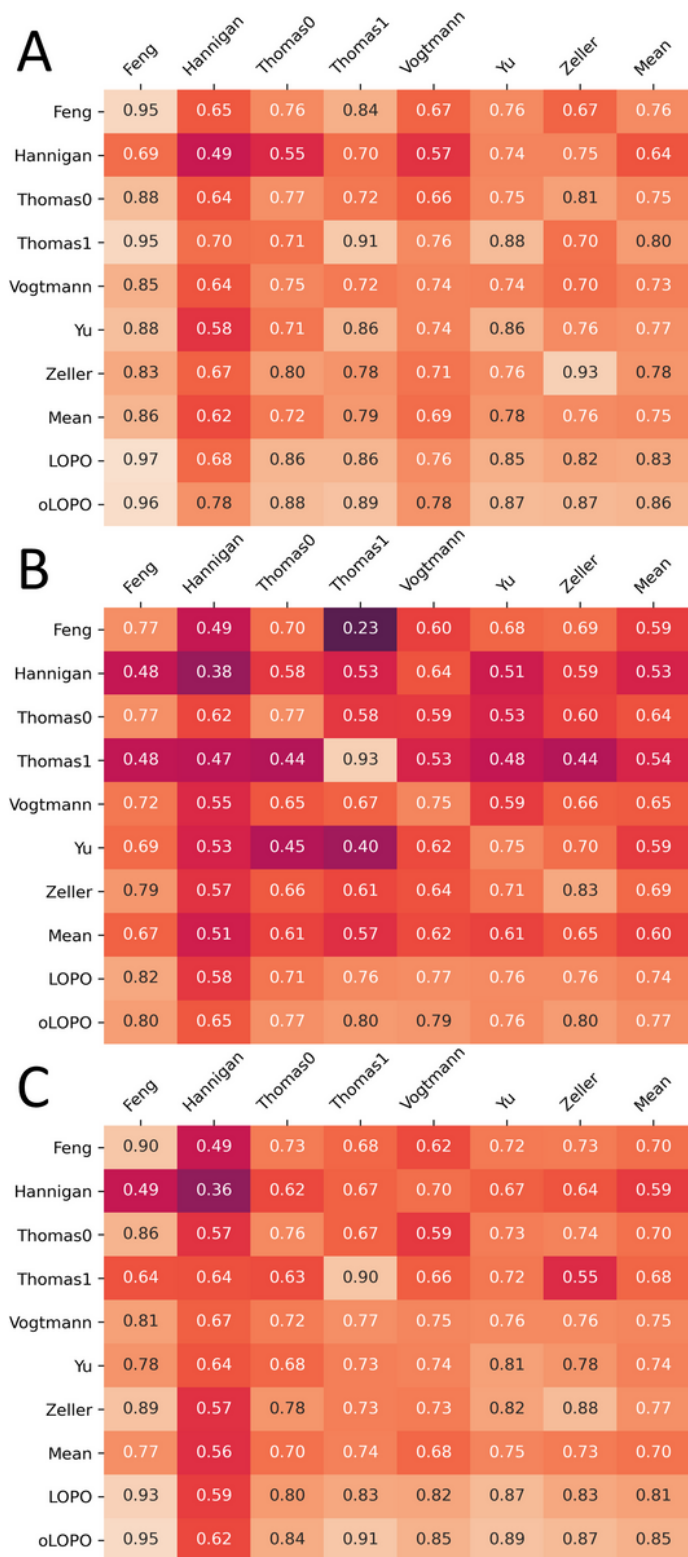 A
Feng Hannigan Thomas0 Thomas1 Vogtmann Yu Zeller Mean
Feng 0.95 0.65 0.76 0.84 0.67 0.76 0.67 0.76
Hannigan 0.69 0.49 0.55 0.70 0.57 0.74 0.75 0.64
Thomas0 0.88 0.64 0.77 0.72 0.66 0.75 0.81 0.75
Thomas1 0.95 0.70 0.71 0.91 0.76 0.88 0.70 0.80
Vogtmann 0.85 0.64 0.75 0.72 0.74 0.74 0.70 0.73
Yu 0.88 0.58 0.71 0.86 0.74 0.86 0.76 0.77
Zeller 0.83 0.67 0.80 0.78 0.71 0.76 0.93 0.78
Mean 0.86 0.62 0.72 0.79 0.69 0.78 0.76 0.75
LOPO 0.97 0.68 0.86 0.86 0.76 0.85 0.82 0.83
oLOPO 0.96 0.78 0.88 0.89 0.78 0.87 0.87 0.86
B
Feng Hannigan Thomas0 Thomas1 Vogtmann Yu Zeller Mean
Feng 0.77 0.49 0.70 0.23 0.60 0.68 0.69 0.59
Hannigan 0.48 0.38 0.58 0.53 0.64 0.51 0.59 0.53
Thomas0 0.77 0.62 0.77 0.58 0.59 0.53 0.60 0.64
Thomas1 0.48 0.47 0.44 0.93 0.53 0.48 0.44 0.54
Vogtmann 0.72 0.55 0.65 0.67 0.75 0.59 0.66 0.65
Yu 0.69 0.53 0.45 0.40 0.62 0.75 0.70 0.59
Zeller 0.79 0.57 0.66 0.61 0.64 0.71 0.83 0.69
Mean 0.67 0.51 0.61 0.57 0.62 0.61 0.65 0.60
LOPO 0.82 0.58 0.71 0.76 0.77 0.76 0.76 0.74
oLOPO 0.80 0.65 0.77 0.80 0.79 0.76 0.80 0.77
C
Feng Hannigan Thomas0 Thomas1 Vogtmann Yu Zeller Mean
Feng 0.90 0.49 0.73 0.68 0.62 0.72 0.73 0.70
Hannigan 0.49 0.36 0.62 0.67 0.70 0.67 0.64 0.59
Thomas0 0.86 0.57 0.76 0.67 0.59 0.73 0.74 0.70
Thomas1 0.64 0.64 0.63 0.90 0.66 0.72 0.55 0.68
Vogtmann 0.81 0.67 0.72 0.77 0.75 0.76 0.76 0.75
Yu 0.78 0.64 0.68 0.73 0.74 0.81 0.78 0.74
Zeller 0.89 0.57 0.78 0.73 0.73 0.82 0.88 0.77
Mean 0.77 0.56 0.70 0.74 0.68 0.75 0.73 0.70
LOPO 0.93 0.59 0.80 0.83 0.82 0.87 0.83 0.81
oLOPO 0.95 0.62 0.84 0.91 0.85 0.89 0.87 0.85